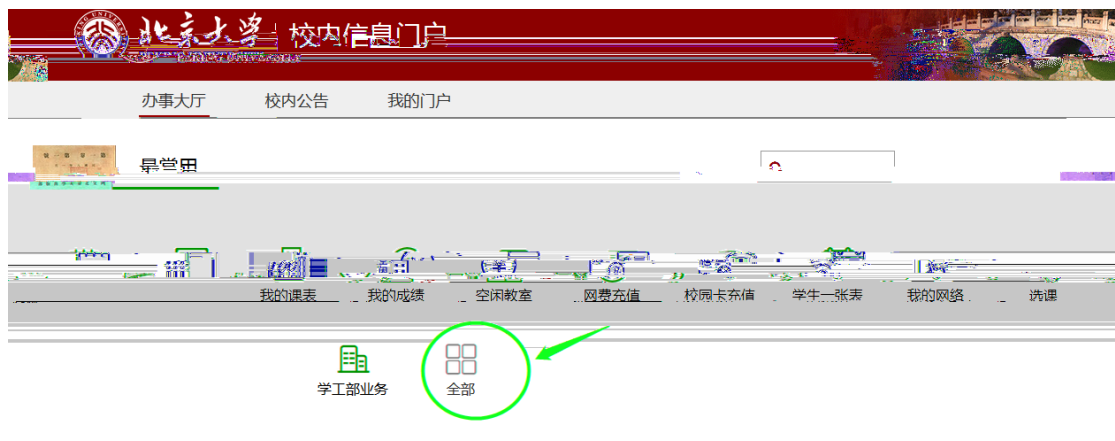 北京大学 校内信息门户
办事大厅 校内公告 我的门户
最常用
我的课表 我的成绩 空闲教室 网费充值 校园卡充值 学生一张表 我的网络 选课
学工部业务 全部